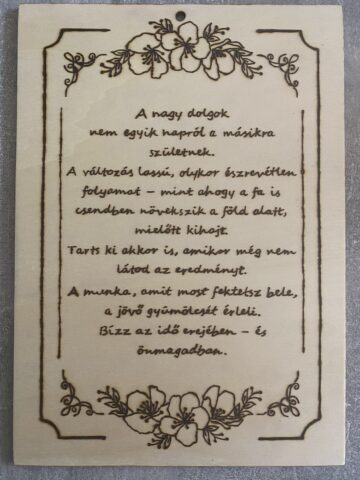 A nagy dolgok
nem egyik napról a másikra
születnek.
A változás lassú, olykor észrevétlen
folyamat – mint ahogy a fa is
csendben növekszik a föld alatt,
mielőtt kihajt.
Tarts ki akkor is, amikor még nem
látod az eredményt.
A munka, amit most fektetsz bele,
a jövő gyümölcsét érleli.
Bízz az idő erejében – és
önmagadban.